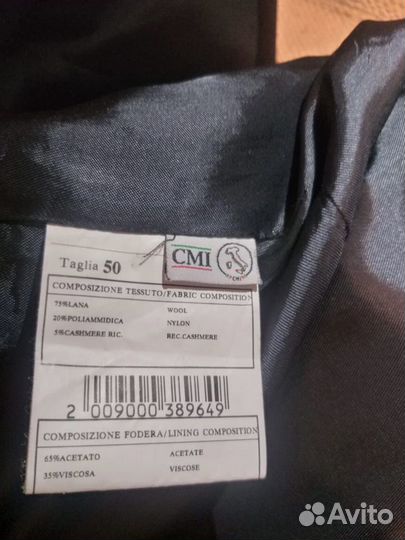 Taglia 50
CMI
COMPOSIZIONE TESSUTO/FABRIC COMPOSITION
75%LANA WOOL
20%POLIAMMIDICA NYLON
5%CASHMERE RIC. REC.CASHMERE
2 009000 389649
COMPOSIZIONE FODERA/LINING COMPOSITION
65%ACETATO ACETATE
35%VISCOSA VISCOSE
Avito